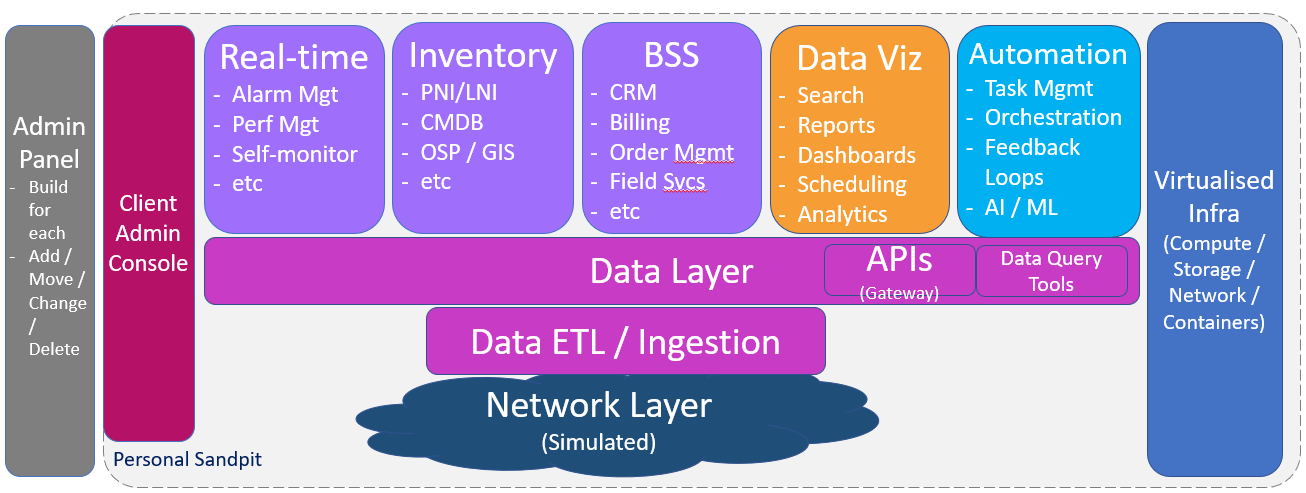 Admin
Panel
- Build
for
each
- Add /
Move /
Change
/
Delete
Client
Admin
Console
Real-time
- Alarm Mgt
- Perf Mgt
- Self-monitor
- etc
Inventory
- PNI/LNI
- CMDB
- OSP / GIS
- etc
BSS
- CRM
- Billing
- Order Mgmt
- Field Svcs
- etc
Data Viz
- Search
- Reports
- Dashboards
- Scheduling
- Analytics
Automation
- Task Mgmt
- Orchestration
- Feedback
Loops
- AI / ML
Virtualised
Infra
(Compute /
Storage /
Network /
Containers)
Data Layer
APIs
(Gateway)
Data Query
Tools
Data ETL / Ingestion
Network Layer
(Simulated)
Personal Sandpit